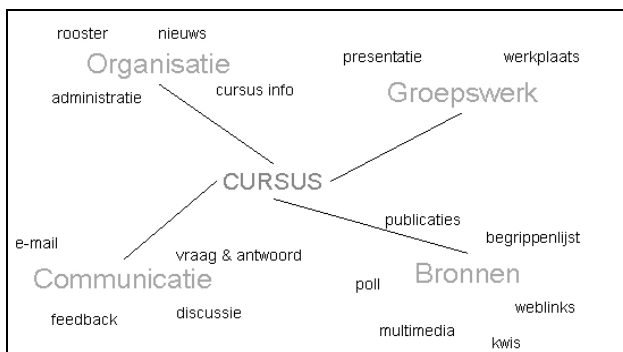 rooster nieuws
Organisatie
administratie cursus info
presentatie werkplaats
Groepswerk
CURSUS
e-mail
vraag & antwoord
Communicatie
feedback discussie
publicaties
begrippenlijst
Bronnen
poll
weblinks
multimedia
kwis